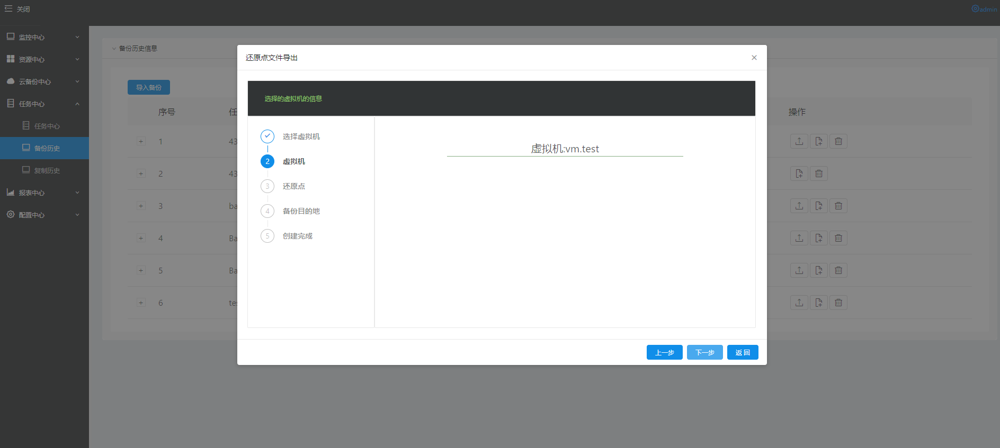 关闭
admin
监控中心
资源中心
云备份中心
任务中心
任务中心
备份历史
复制历史
报表中心
配置中心
备份历史信息
导入备份
序号 任 操作
1 43
2 43
3 ba
4 Ba
5 Ba
6 tes
还原点文件导出
选择的虚拟机的信息
选择虚拟机
2 虚拟机
3 还原点
4 备份目的地
5 创建完成
虚拟机:vm.test
上一步 下一步 返回